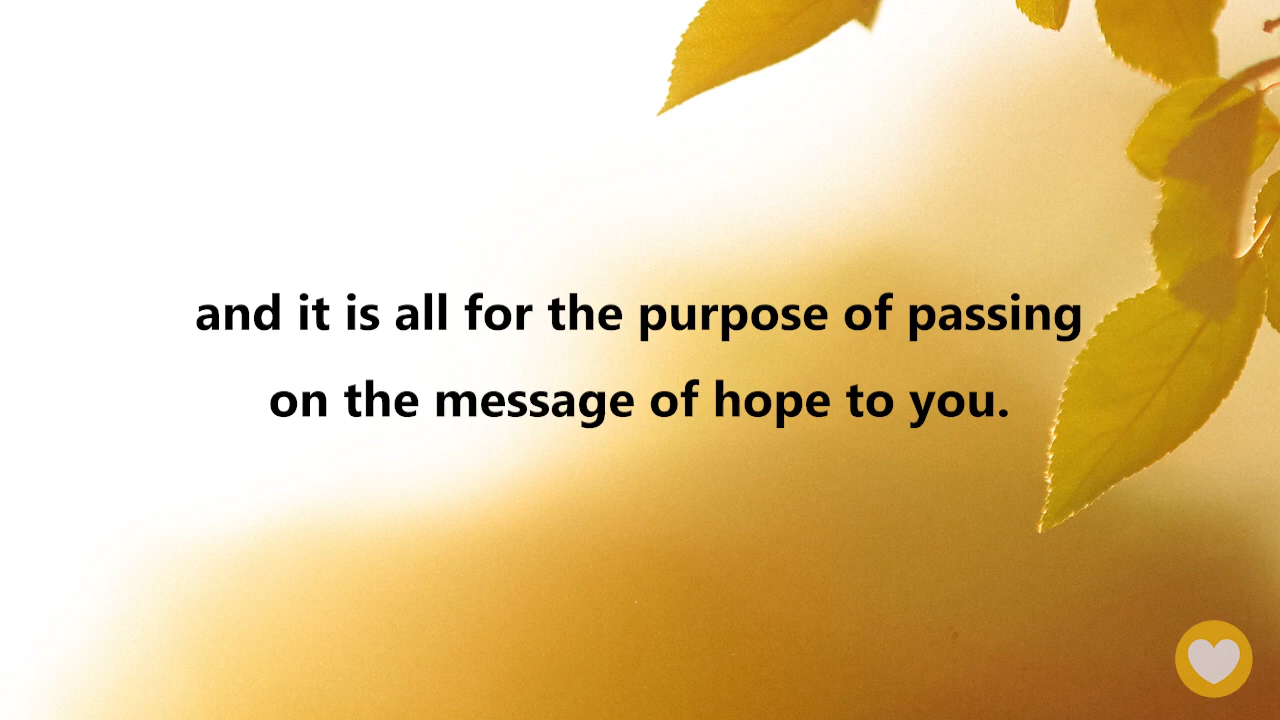 and it is all for the purpose of passing
on the message of hope to you.